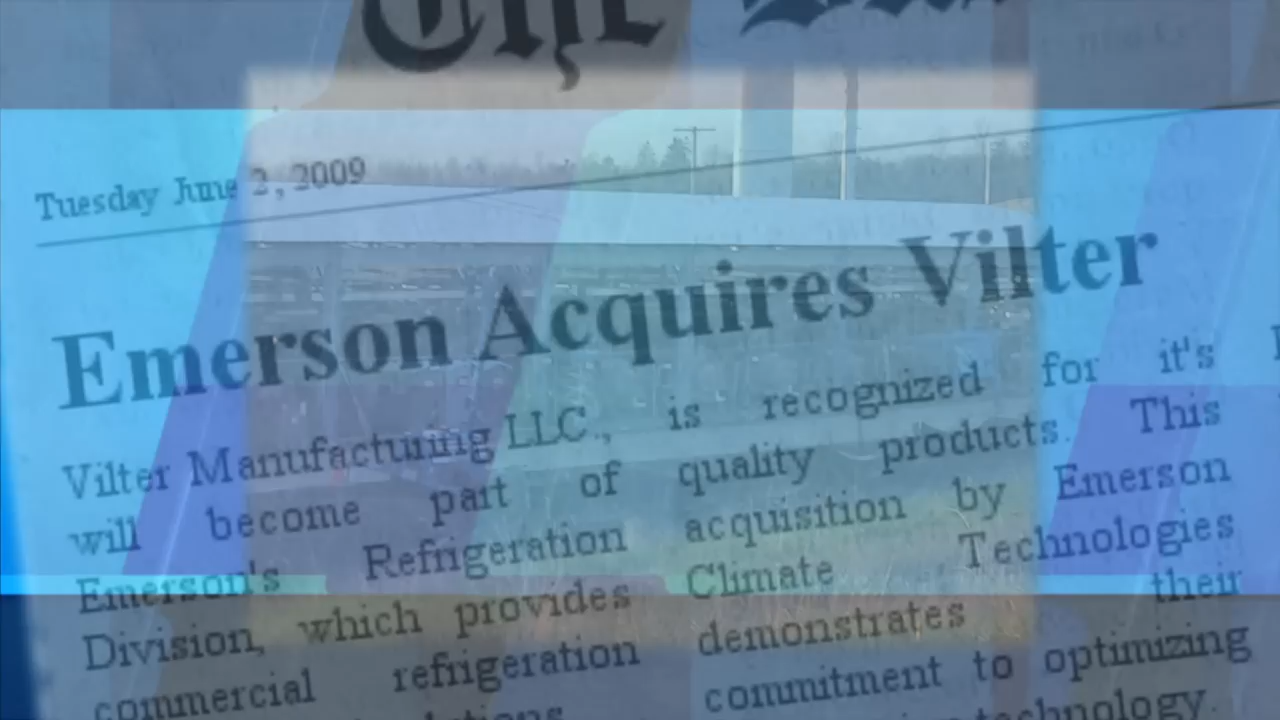 The
Tuesday June 2, 2009
Emerson Acquires Vilter
Vilter Manufacturing LLC.,
will become part of
Emerson's Refrigeration
Division, which provides
commercial refrigeration
is recognized for it's
quality products. This
acquisition by Emerson
Climate Technologies
demonstrates their
commitment to optimizing
technology.